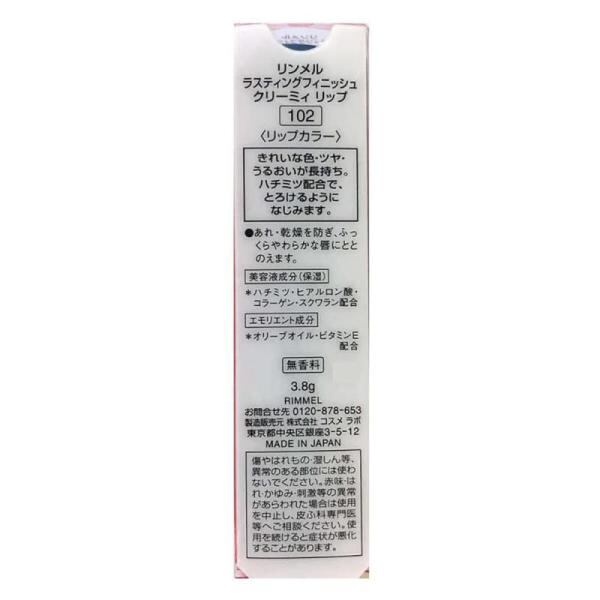 リンメル
ラスティングフィニッシュ
クリーミィ リップ
102
〈リップカラー〉
きれいな色・ツヤ・
うるおいが長持ち。
ハチミツ配合で、
とろけるように
なじみます。
●あれ・乾燥を防ぎ、ふっ
くらやわらかな唇にとと
のえます。
美容液成分(保湿)
*ハチミツ・ヒアルロン酸・
コラーゲン・スクワラン配合
エモリエント成分
*オリーブオイル・ビタミンE
配合
無香料
3.8g
RIMMEL
お問合せ先 0120-878-653
製造販売元 株式会社 コスメ ラボ
東京都中央区銀座3-5-12
MADE IN JAPAN
傷やはれもの・湿しん等、
異常のある部位には使わ
ないでください。赤味・は
れ・かゆみ・刺激等の異常
があらわれた場合は使用
を中止し、皮ふ科専門医
等へご相談ください。使
用を続けると症状が悪化
することがあります。